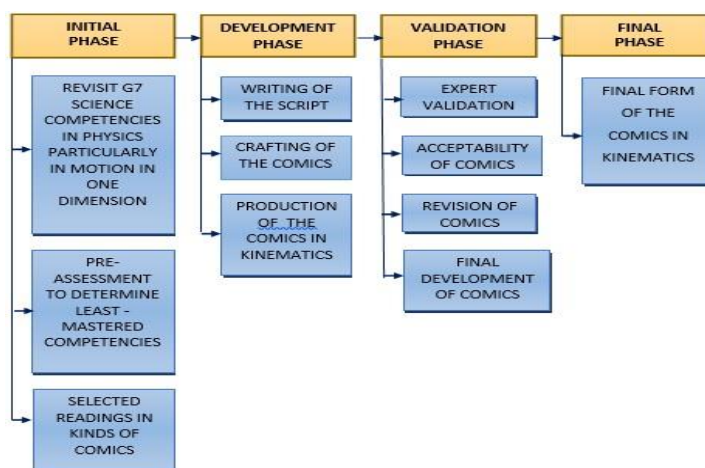 INITIAL
PHASE
REVISIT G7
SCIENCE
COMPETENCIES
IN PHYSICS
PARTICULARLY
IN MOTION IN
ONE
DIMENSION
PRE-
ASSESSMENT
TO DETERMINE
LEAST -
MASTERED
COMPETENCIES
SELECTED
READINGS IN
KINDS OF
COMICS
DEVELOPMENT
PHASE
WRITING OF
THE SCRIPT
CRAFTING OF
THE COMICS
PRODUCTION
OF THE
COMICS IN
KINEMATICS
VALIDATION
PHASE
EXPERT
VALIDATION
ACCEPTABILITY
OF COMICS
REVISION OF
COMICS
FINAL
DEVELOPMENT
OF COMICS
FINAL
PHASE
FINAL FORM
OF THE
COMICS IN
KINEMATICS